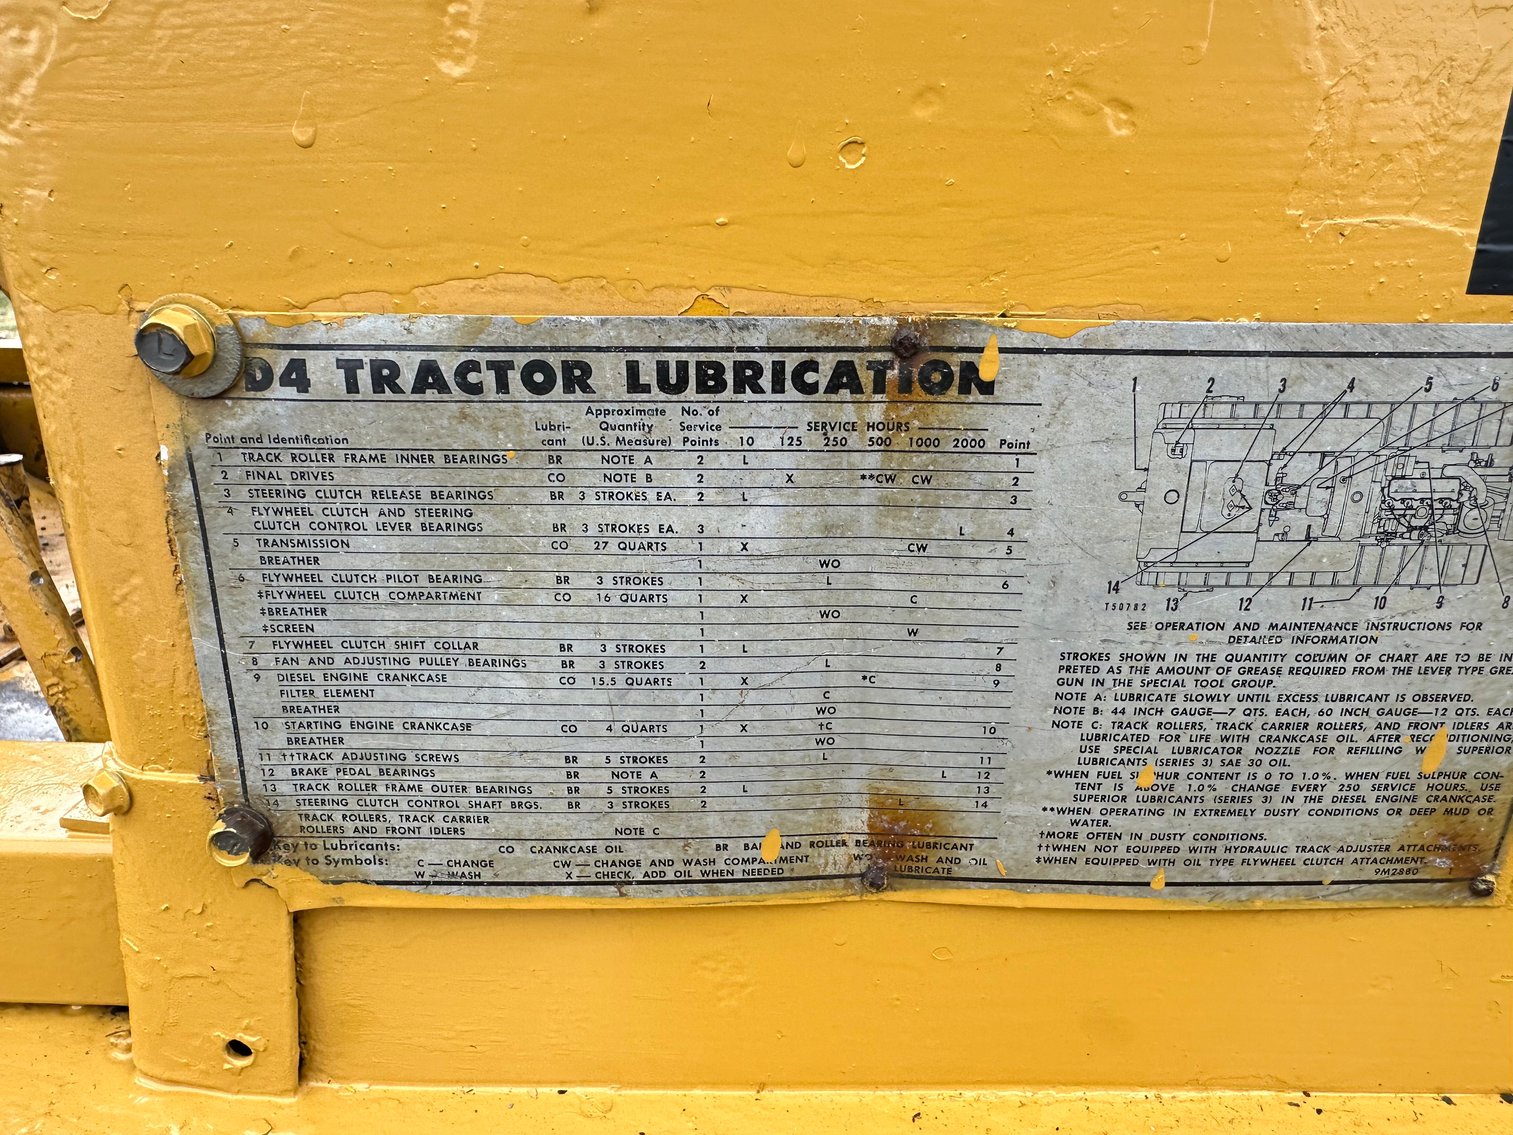 D4 TRACTOR LUBRICATION
Point and Identification Lubri-cant Approximate Quantity (U.S. Measure) No. of Service Points SERVICE HOURS 10 125 250 500 1000 2000 Point
1 TRACK ROLLER FRAME INNER BEARINGS BR NOTE A 2 L 1
2 FINAL DRIVES CO NOTE B 2 X **CW CW 2
3 STEERING CLUTCH RELEASE BEARINGS BR 3 STROKES EA. 2 L 3
4 FLYWHEEL CLUTCH AND STEERING
CLUTCH CONTROL LEVER BEARINGS BR 3 STROKES EA. 3 L 4
5 TRANSMISSION CO 27 QUARTS 1 X CW 5
BREATHER 1 WO
6 FLYWHEEL CLUTCH PILOT BEARING BR 3 STROKES 1 L 6
‡FLYWHEEL CLUTCH COMPARTMENT CO 16 QUARTS 1 X C
‡BREATHER 1 WO
‡SCREEN 1 W
7 FLYWHEEL CLUTCH SHIFT COLLAR BR 3 STROKES 1 L 7
8 FAN AND ADJUSTING PULLEY BEARINGS BR 3 STROKES 2 L 8
9 DIESEL ENGINE CRANKCASE CO 15.5 QUARTS 1 X *C 9
FILTER ELEMENT 1 C
BREATHER 1 WO
10 STARTING ENGINE CRANKCASE CO 4 QUARTS 1 X †C 10
BREATHER 1 WO
11 ††TRACK ADJUSTING SCREWS BR 5 STROKES 2 L 11
12 BRAKE PEDAL BEARINGS BR NOTE A 2 L 12
13 TRACK ROLLER FRAME OUTER BEARINGS BR 5 STROKES 2 L 13
14 STEERING CLUTCH CONTROL SHAFT BRGS. BR 3 STROKES 2 L 14
TRACK ROLLERS, TRACK CARRIER
ROLLERS AND FRONT IDLERS NOTE C
Key to Lubricants: CO CRANKCASE OIL BR AND ROLLER BEARING LUBRICANT
Key to Symbols: C — CHANGE CW — CHANGE AND WASH COMPARTMENT WASH AND OIL
W — WASH X — CHECK, ADD OIL WHEN NEEDED LUBRICATE
1 2 3 4 5 6
14 13 12 11 10 9 8
T50782
SEE OPERATION AND MAINTENANCE INSTRUCTIONS FOR
DETAILED INFORMATION
STROKES SHOWN IN THE QUANTITY COLUMN OF CHART ARE TO BE IN
PRETED AS THE AMOUNT OF GREASE REQUIRED FROM THE LEVER TYPE GRE
GUN IN THE SPECIAL TOOL GROUP.
NOTE A: LUBRICATE SLOWLY UNTIL EXCESS LUBRICANT IS OBSERVED.
NOTE B: 44 INCH GAUGE—7 QTS. EACH, 60 INCH GAUGE—12 QTS. EAC
NOTE C: TRACK ROLLERS, TRACK CARRIER ROLLERS, AND FRONT IDLERS AR
LUBRICATED FOR LIFE WITH CRANKCASE OIL. AFTER RECONDITIONING,
USE SPECIAL LUBRICATOR NOZZLE FOR REFILLING SUPERIOR
LUBRICANTS (SERIES 3) SAE 30 OIL.
*WHEN FUEL SULPHUR CONTENT IS 0 TO 1.0%. WHEN FUEL SULPHUR CON-
TENT IS ABOVE 1.0% CHANGE EVERY 250 SERVICE HOURS. USE
SUPERIOR LUBRICANTS (SERIES 3) IN THE DIESEL ENGINE CRANKCASE.
**WHEN OPERATING IN EXTREMELY DUSTY CONDITIONS OR DEEP MUD OR
WATER.
†MORE OFTEN IN DUSTY CONDITIONS.
††WHEN NOT EQUIPPED WITH HYDRAULIC TRACK ADJUSTER ATTACHMENTS.
‡WHEN EQUIPPED WITH OIL TYPE FLYWHEEL CLUTCH ATTACHMENT.
9M2860